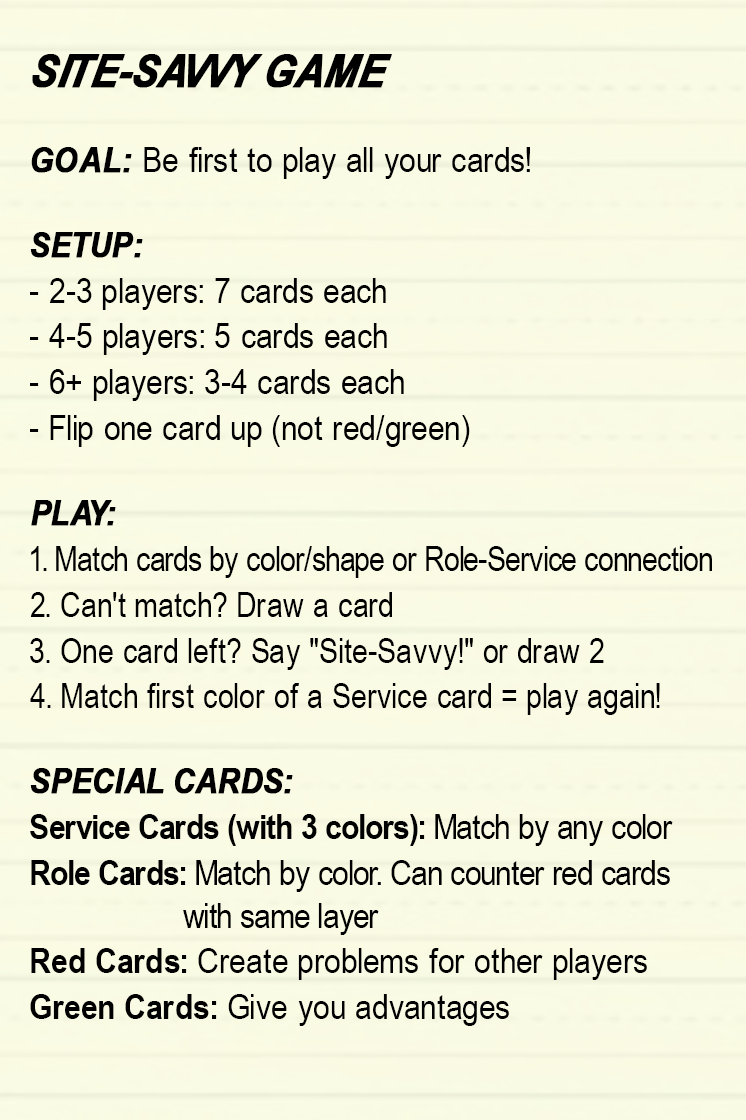 SITE-SAVVY GAME
GOAL: Be first to play all your cards!
SETUP:
- 2-3 players: 7 cards each
- 4-5 players: 5 cards each
- 6+ players: 3-4 cards each
- Flip one card up (not red/green)
PLAY:
1. Match cards by color/shape or Role-Service connection
2. Can't match? Draw a card
3. One card left? Say "Site-Savvy!" or draw 2
4. Match first color of a Service card = play again!
SPECIAL CARDS:
Service Cards (with 3 colors): Match by any color
Role Cards: Match by color. Can counter red cards
with same layer
Red Cards: Create problems for other players
Green Cards: Give you advantages